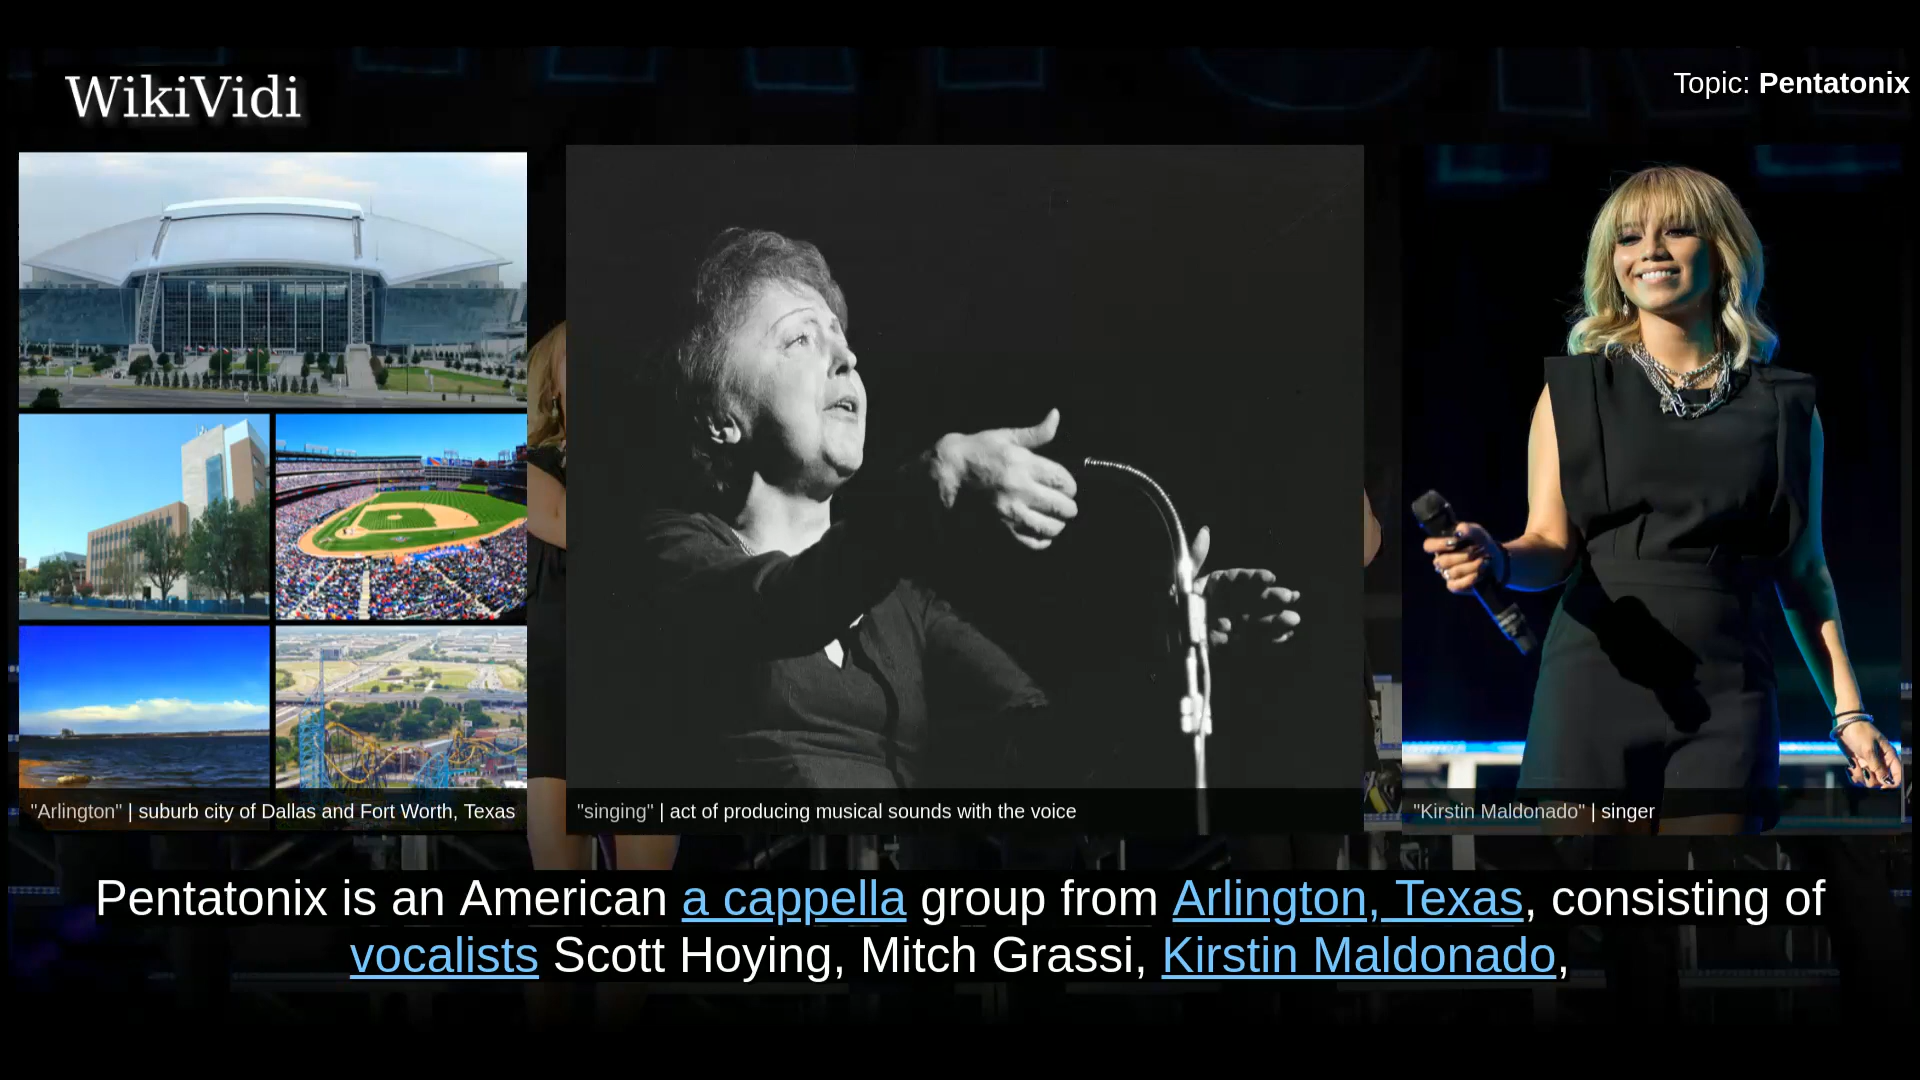 WikiVidi
Topic: Pentatonix
"Arlington" | suburb city of Dallas and Fort Worth, Texas
"singing" | act of producing musical sounds with the voice
"Kirstin Maldonado" | singer
Pentatonix is an American a cappella group from Arlington, Texas, consisting of
vocalists Scott Hoying, Mitch Grassi, Kirstin Maldonado,